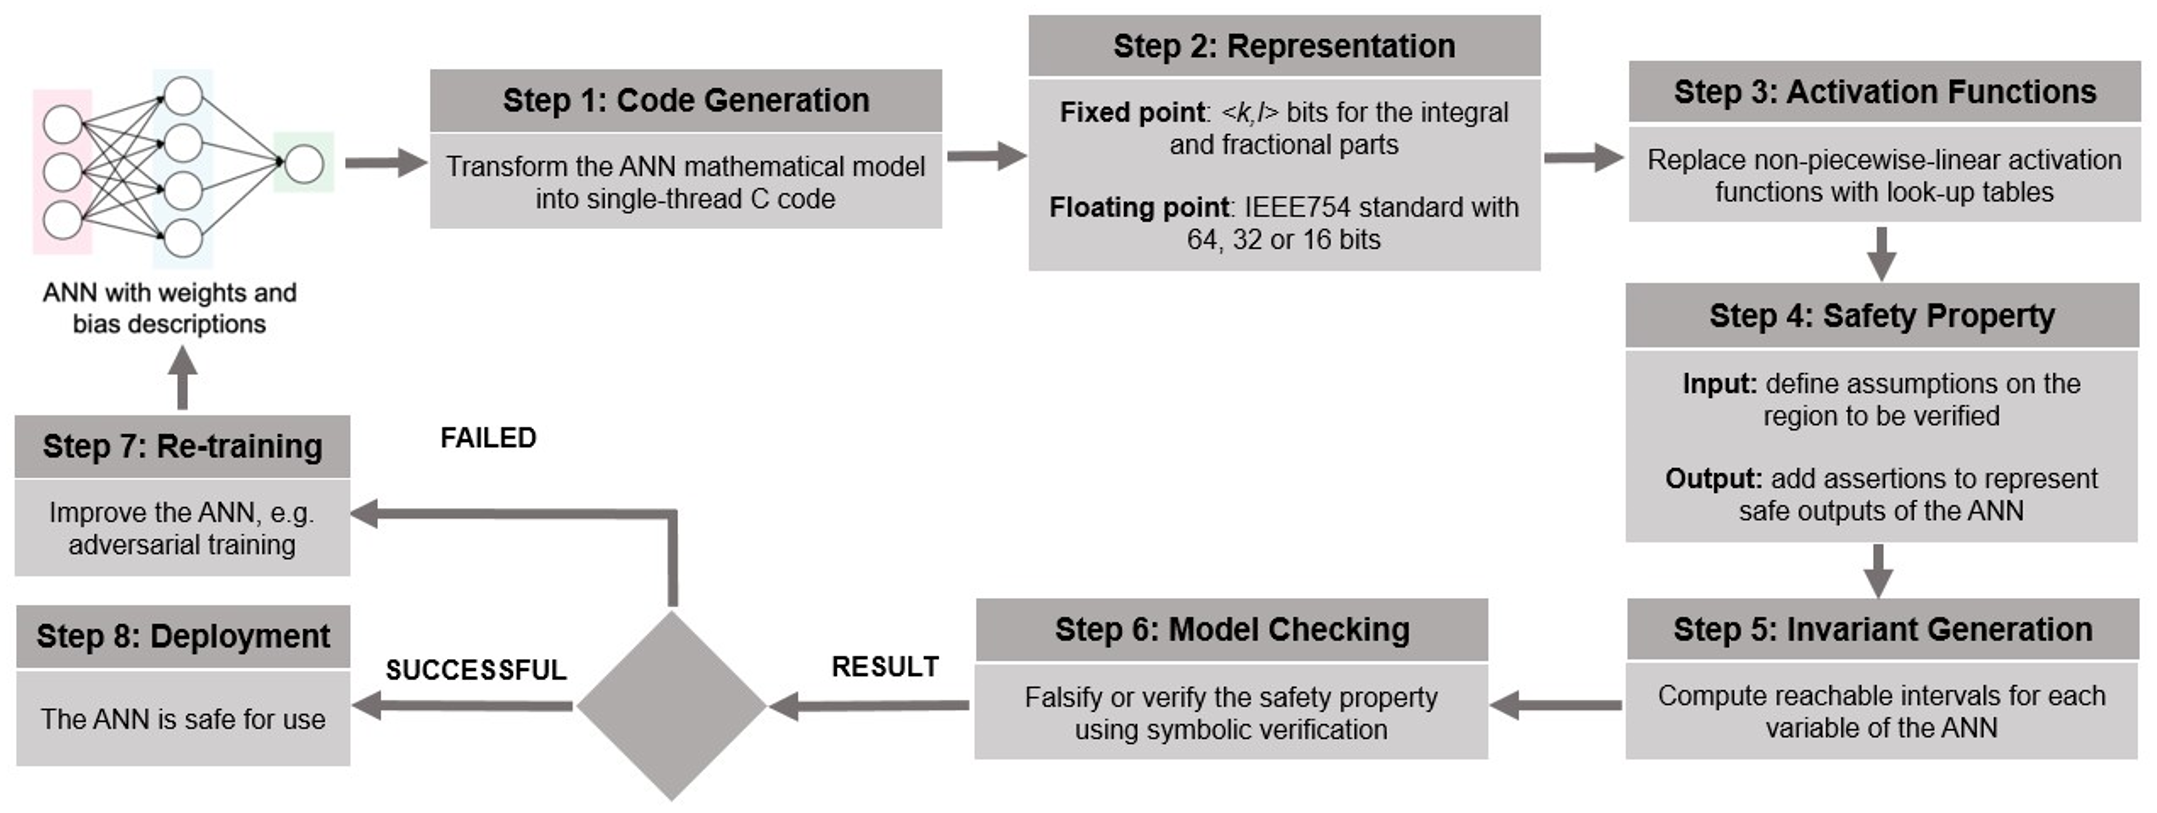 ANN with weights and
bias descriptions
Step 1: Code Generation
Transform the ANN mathematical model
into single-thread C code
Step 2: Representation
Fixed point: <k,l> bits for the integral
and fractional parts
Floating point: IEEE754 standard with
64, 32 or 16 bits
Step 3: Activation Functions
Replace non-piecewise-linear activation
functions with look-up tables
Step 4: Safety Property
Input: define assumptions on the
region to be verified
Output: add assertions to represent
safe outputs of the ANN
Step 5: Invariant Generation
Compute reachable intervals for each
variable of the ANN
Step 6: Model Checking
Falsify or verify the safety property
using symbolic verification
RESULT
FAILED
SUCCESSFUL
Step 7: Re-training
Improve the ANN, e.g.
adversarial training
Step 8: Deployment
The ANN is safe for use